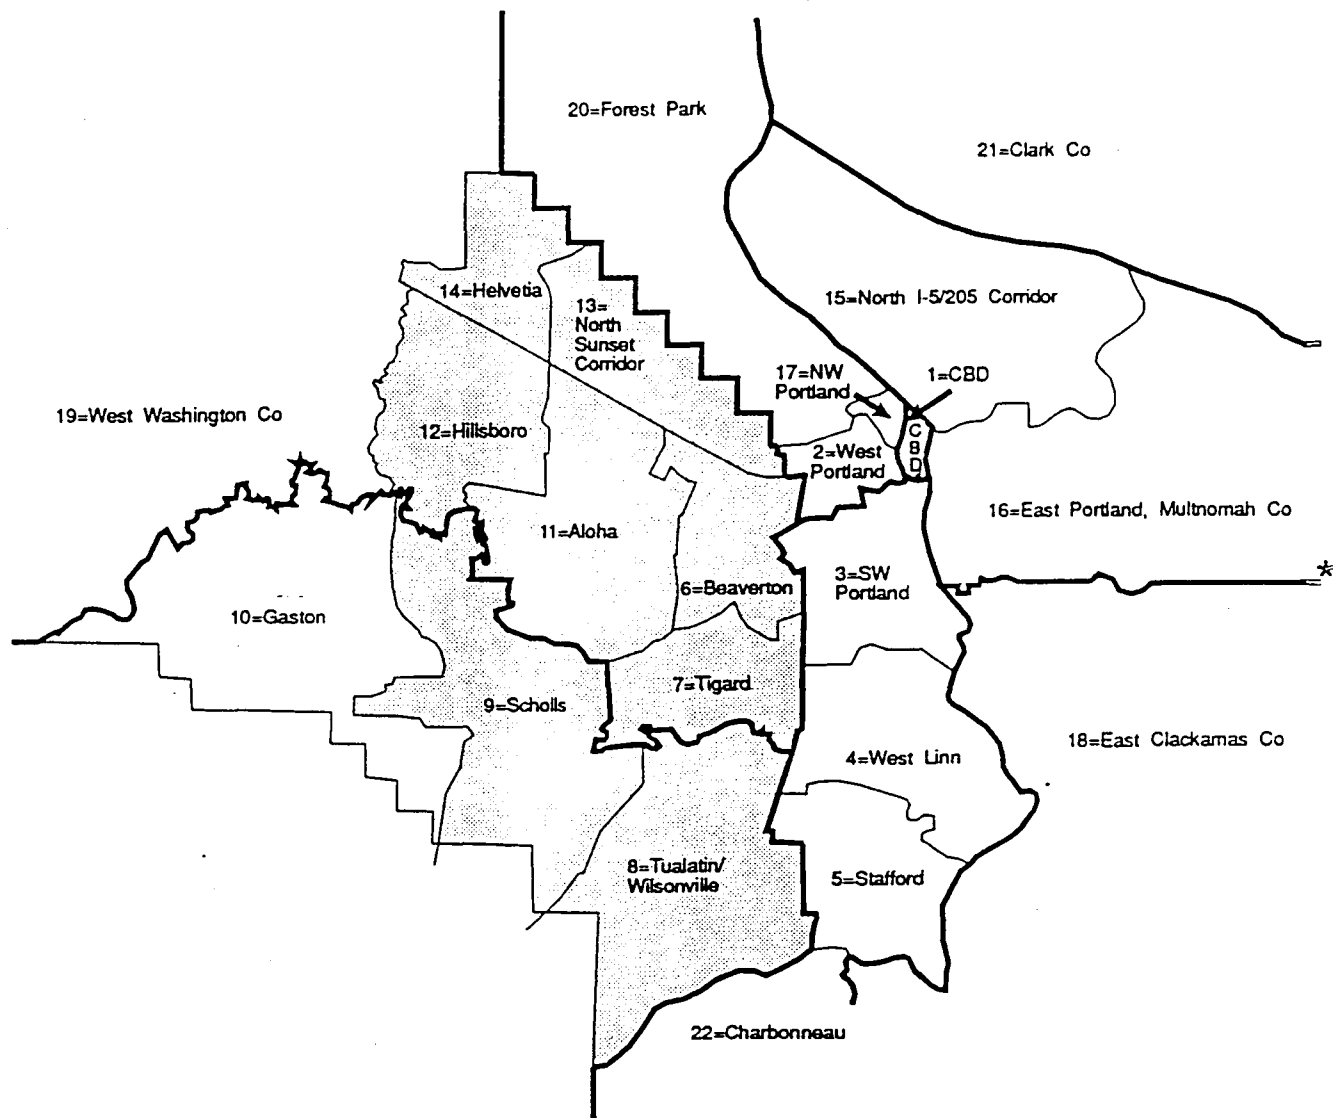 20=Forest Park
21=Clark Co
14=Helvetia
13=
North
Sunset
Corridor
15=North I-5/205 Corridor
17=NW
Portland
1=CBD
19=West Washington Co
12=Hillsboro
2=West
Portland
C
B
D
16=East Portland, Multnomah Co
*
11=Aloha
3=SW
Portland
6=Beaverton
10=Gaston
7=Tigard
9=Scholls
18=East Clackamas Co
4=West Linn
8=Tualatin/
Wilsonville
5=Stafford
22=Charbonneau